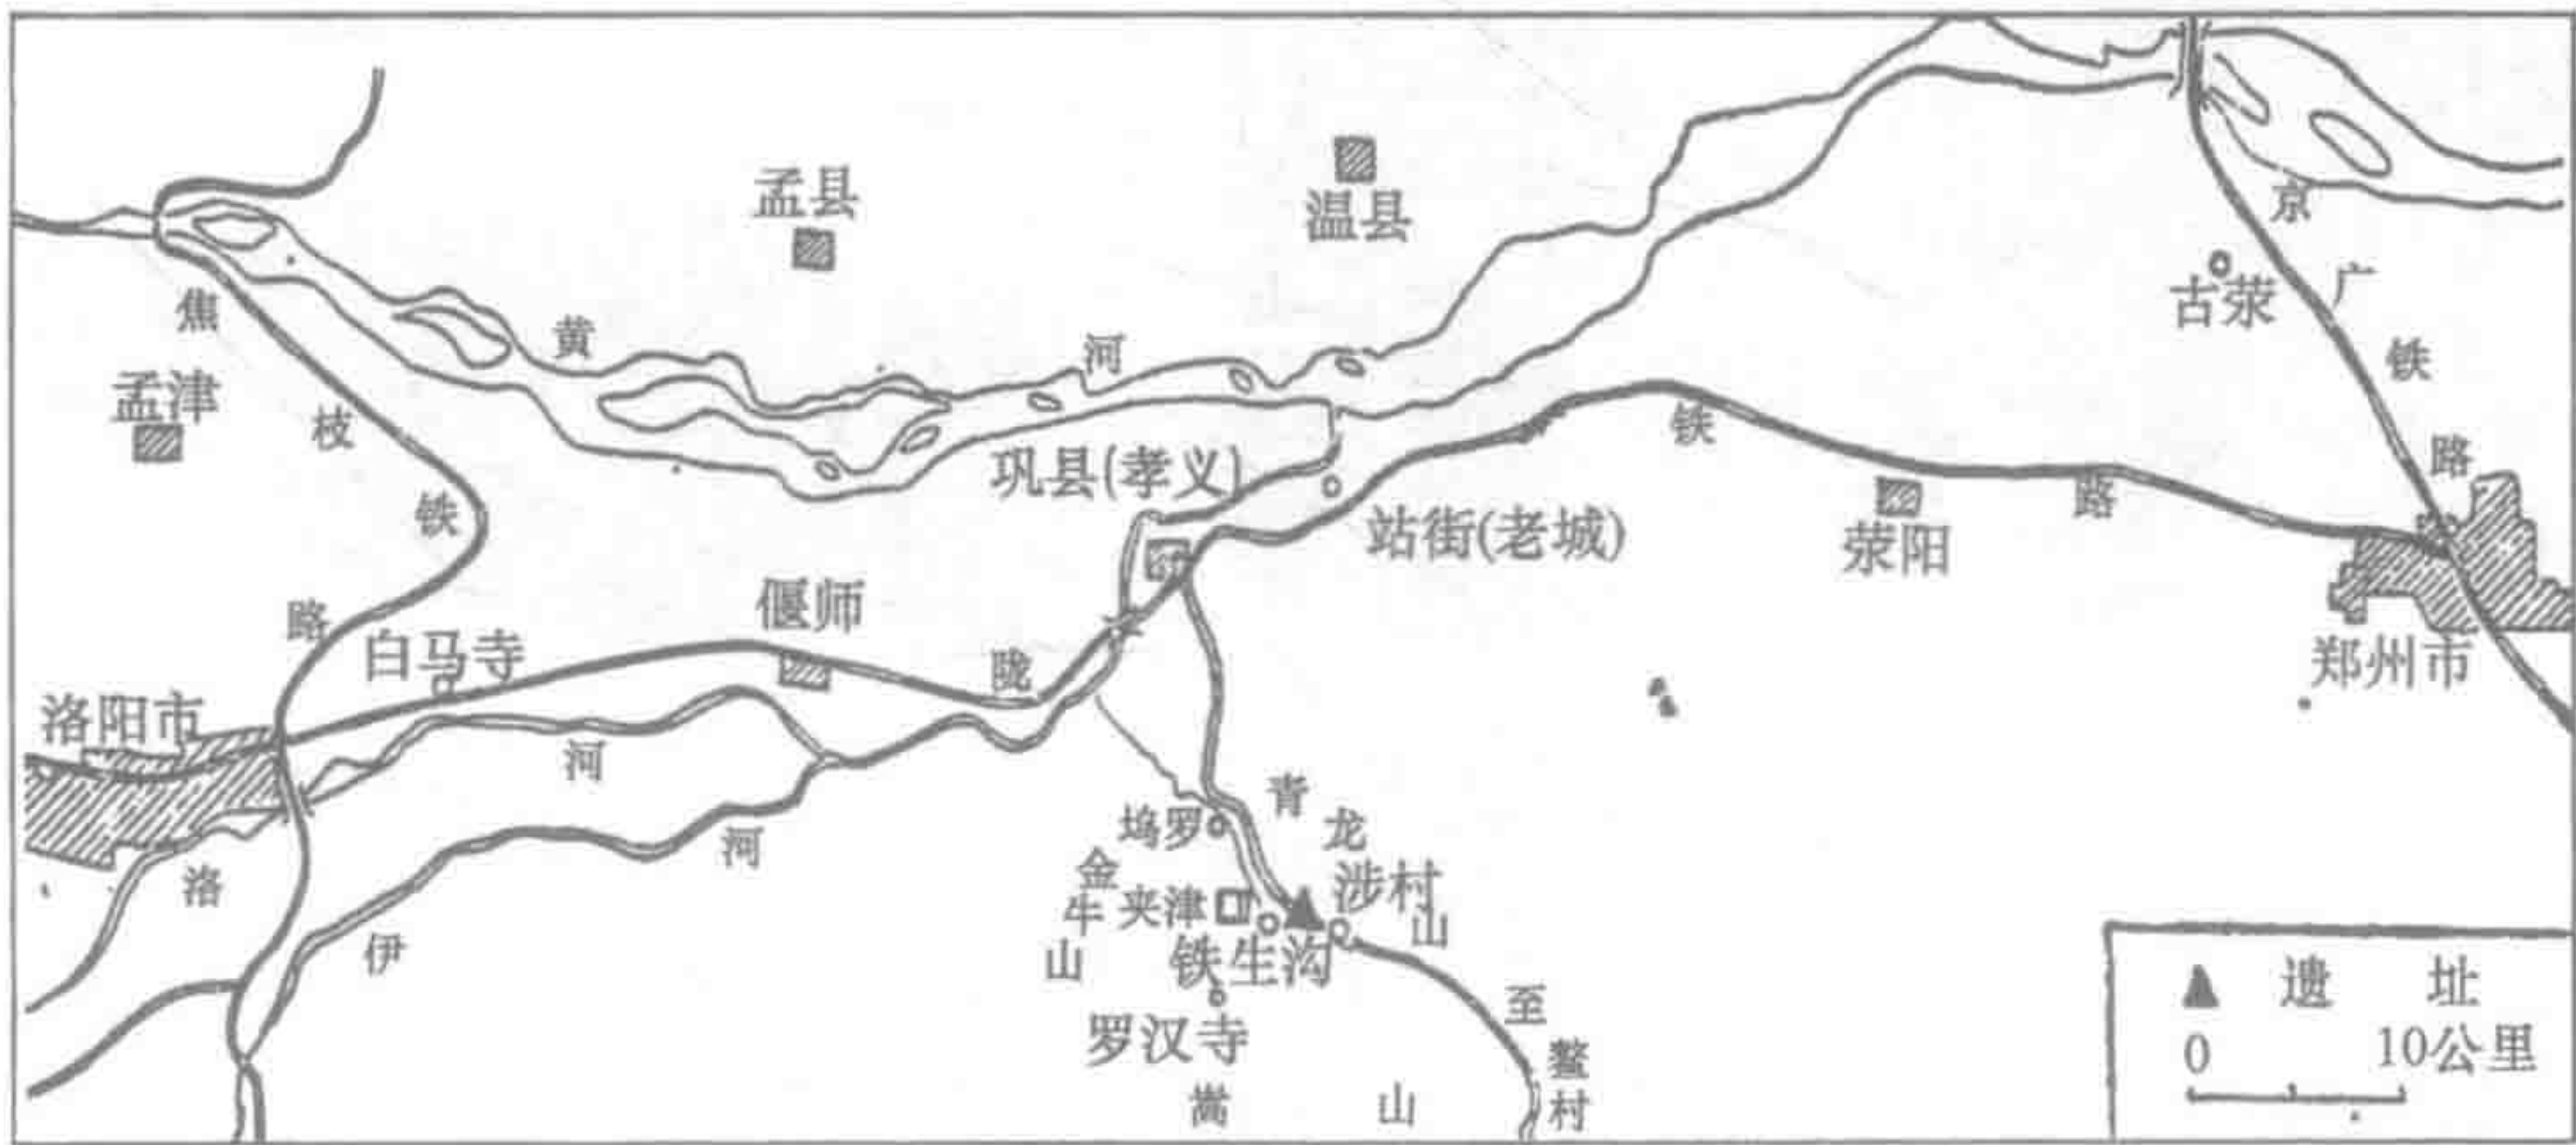 孟县
温县
京广铁路
古荥
焦枝铁路
黄河
孟津
巩县(孝义)
站街(老城)
陇
铁
路
荥阳
郑州市
偃师
白马寺
洛阳市
洛河
伊河
坞罗
青龙山
金牛山
夹津
涉村
铁生沟
罗汉寺
嵩山
至鳌村
遗址
0 10公里